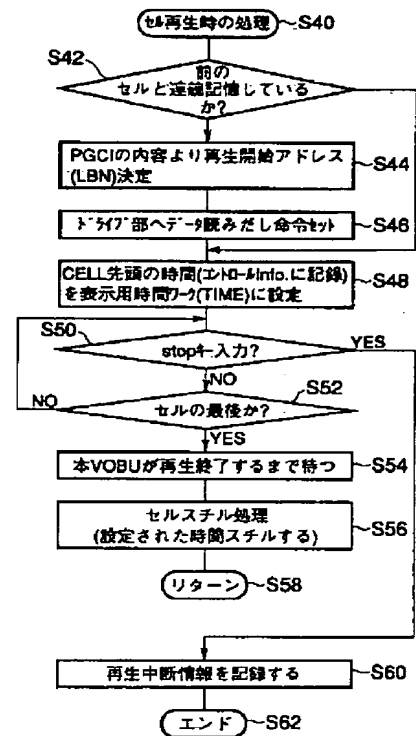 セル再生時の処理
S40
S42
前の
セルと連続記憶している
か?
PGCIの内容より再生開始アドレス
(LBN)決定
S44
ドライブ部へデータ読みだし命令セット
S46
CELL先頭の時間(コントロールInfo.に記録)
を表示用時間ワーク(TIME)に設定
S48
S50
stopキー入力?
YES
NO
S52
NO
セルの最後か?
YES
本VOBUが再生終了するまで待つ
S54
セルスチル処理
(設定された時間スチルする)
S56
リターン
S58
再生中断情報を記録する
S60
エンド
S62